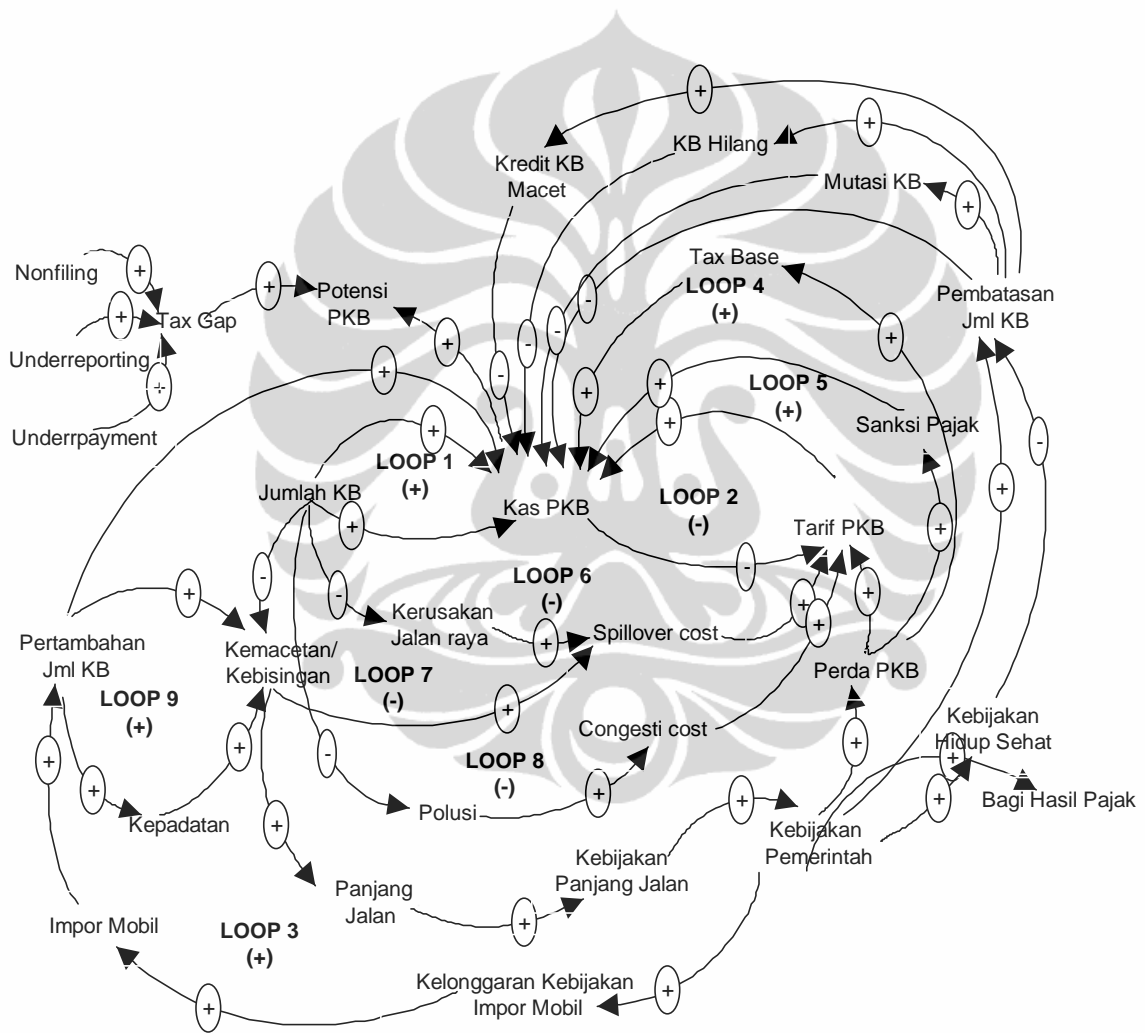 +
+
KB Hilang
Kredit KB
Macet
Mutasi KB
+
Tax Base
LOOP 4
(+)
Nonfiling
+
+
Potensi
PKB
-
Pembatasan
Jml KB
Tax Gap
+
Underreporting
+
-
-
+
+
+
-
+
+
LOOP 5
(+)
Underrpayment
+
+
Sanksi Pajak
-
LOOP 1
(+)
Jumlah KB
Kas PKB
LOOP 2
(-)
+
Tarif PKB
+
+
-
-
LOOP 6
(-)
-
+
+
+
+
Kerusakan
Jalan raya
+
Spillover cost
Pertambahan
Jml KB
Kemacetan/
Kebisingan
LOOP 7
(-)
Perda PKB
LOOP 9
(+)
+
Congesti cost
Kebijakan
Hidup Sehat
+
+
-
LOOP 8
(-)
+
+
+
+
+
+
Bagi Hasil Pajak
Kepadatan
+
Polusi
Kebijakan
Pemerintah
Kebijakan
Panjang Jalan
Panjang
Jalan
+
Impor Mobil
LOOP 3
(+)
Kelonggaran Kebijakan
Impor Mobil
+
+